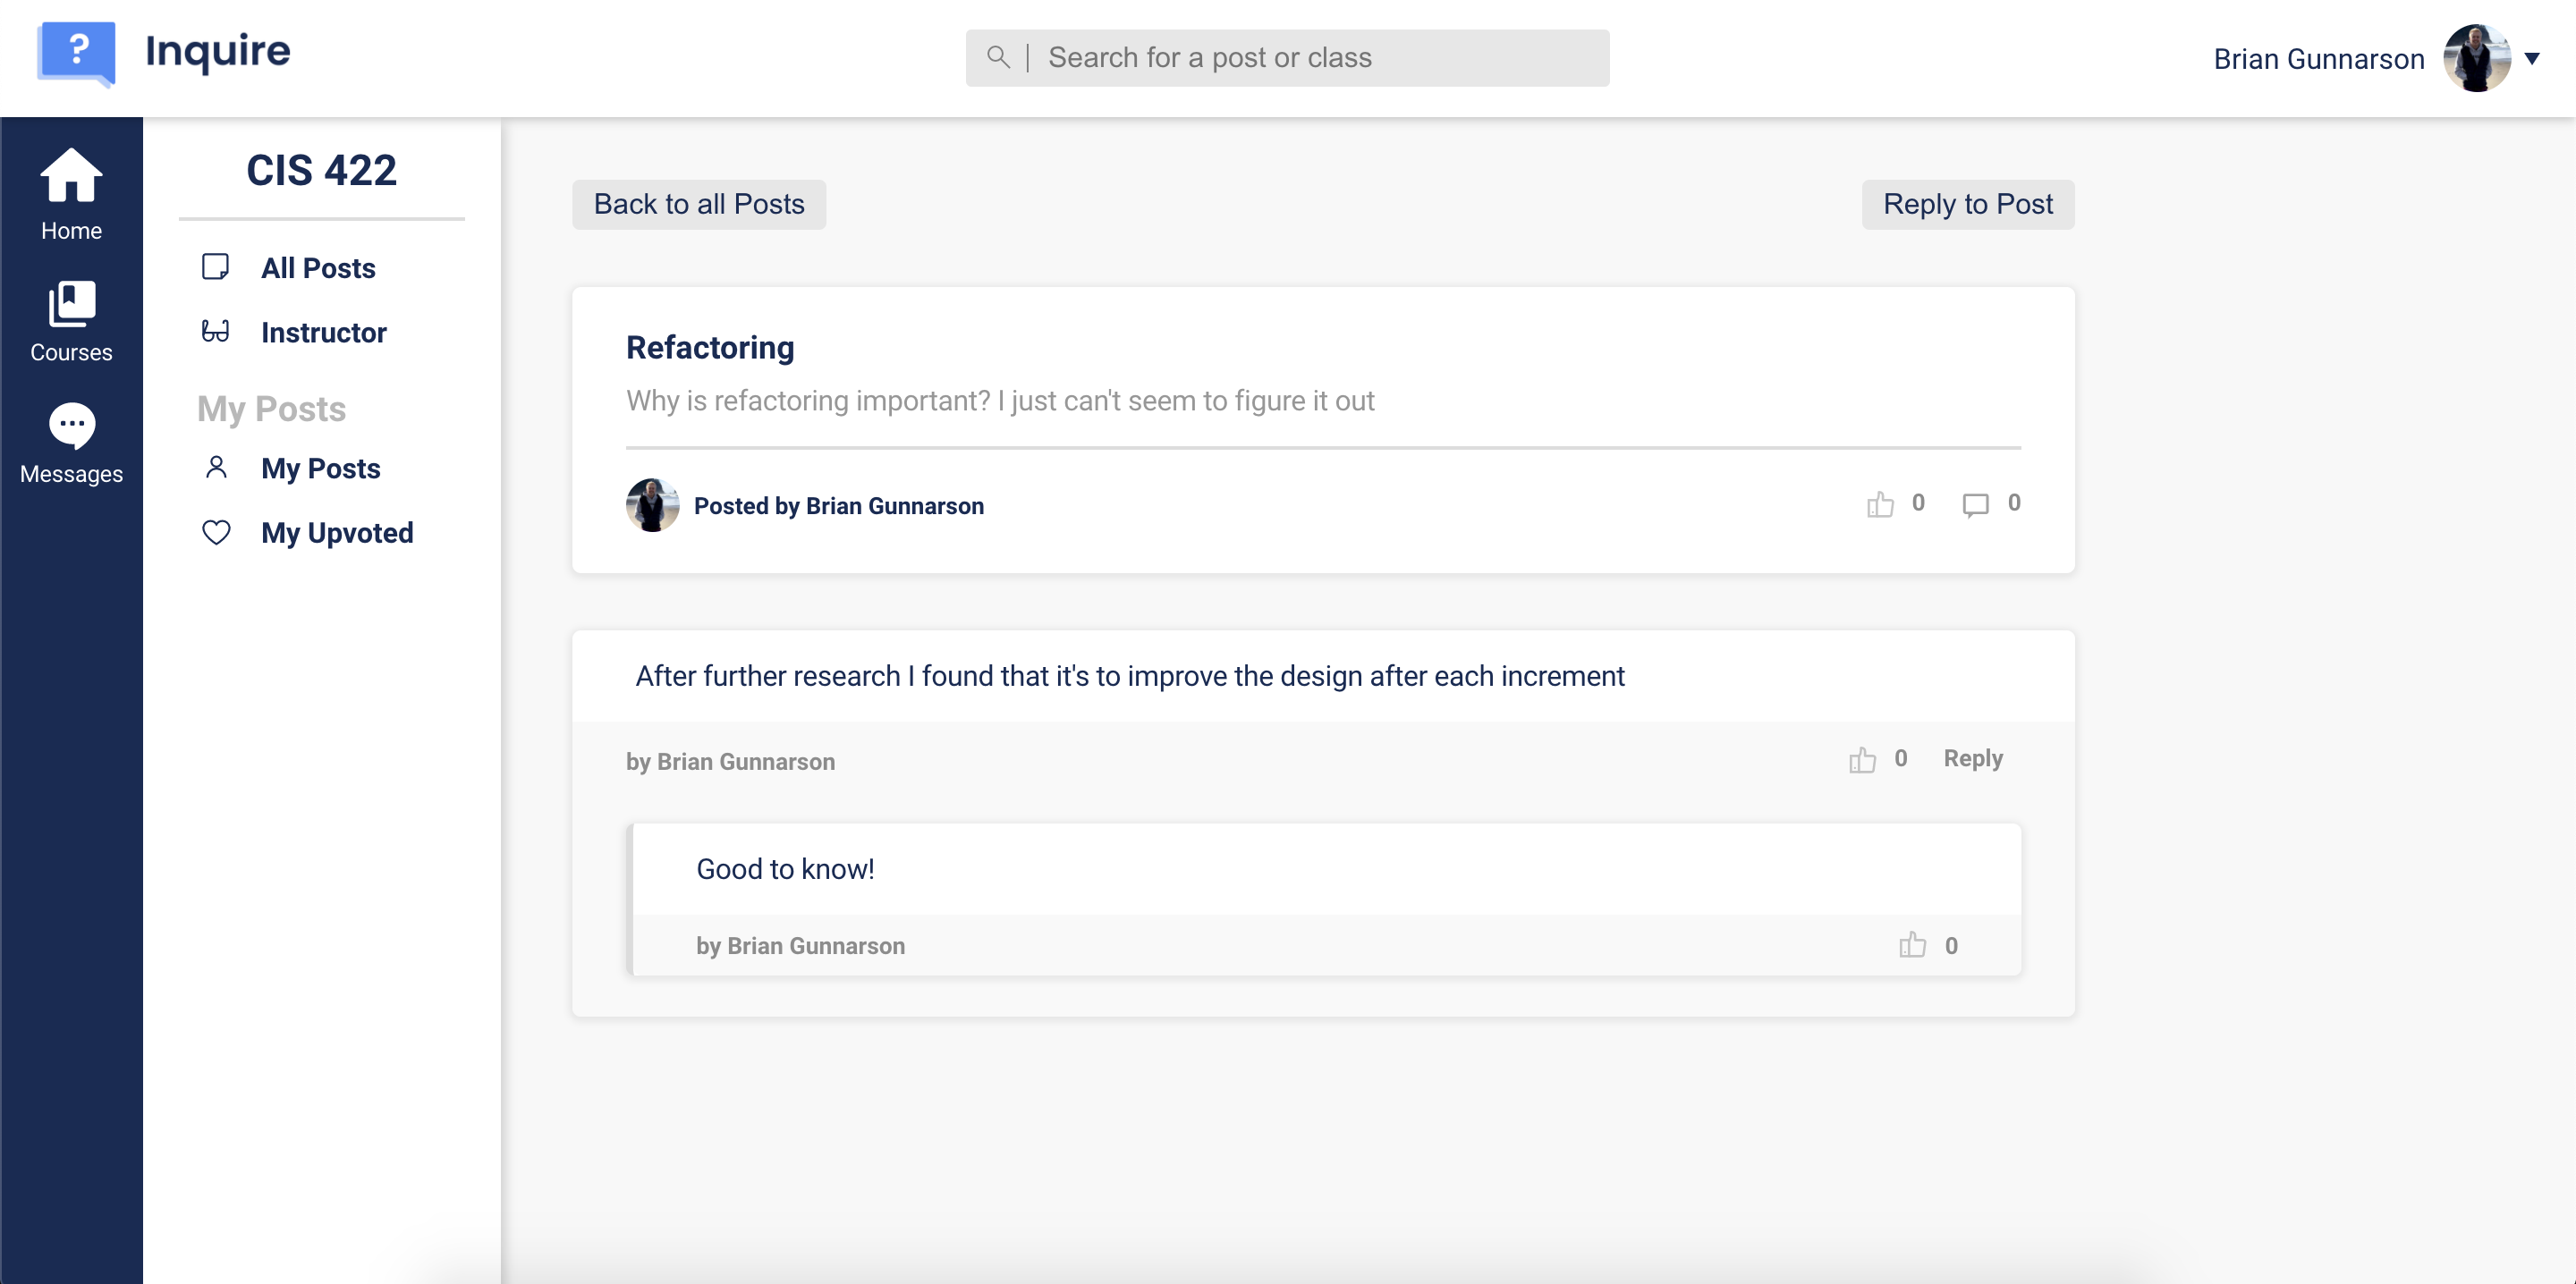 ?
Inquire
Search for a post or class
Brian Gunnarson
Home
Courses
Messages
CIS 422
All Posts
Instructor
My Posts
My Posts
My Upvoted
Back to all Posts
Reply to Post
Refactoring
Why is refactoring important? I just can't seem to figure it out
Posted by Brian Gunnarson
0
0
After further research I found that it's to improve the design after each increment
by Brian Gunnarson
0
Reply
Good to know!
by Brian Gunnarson
0